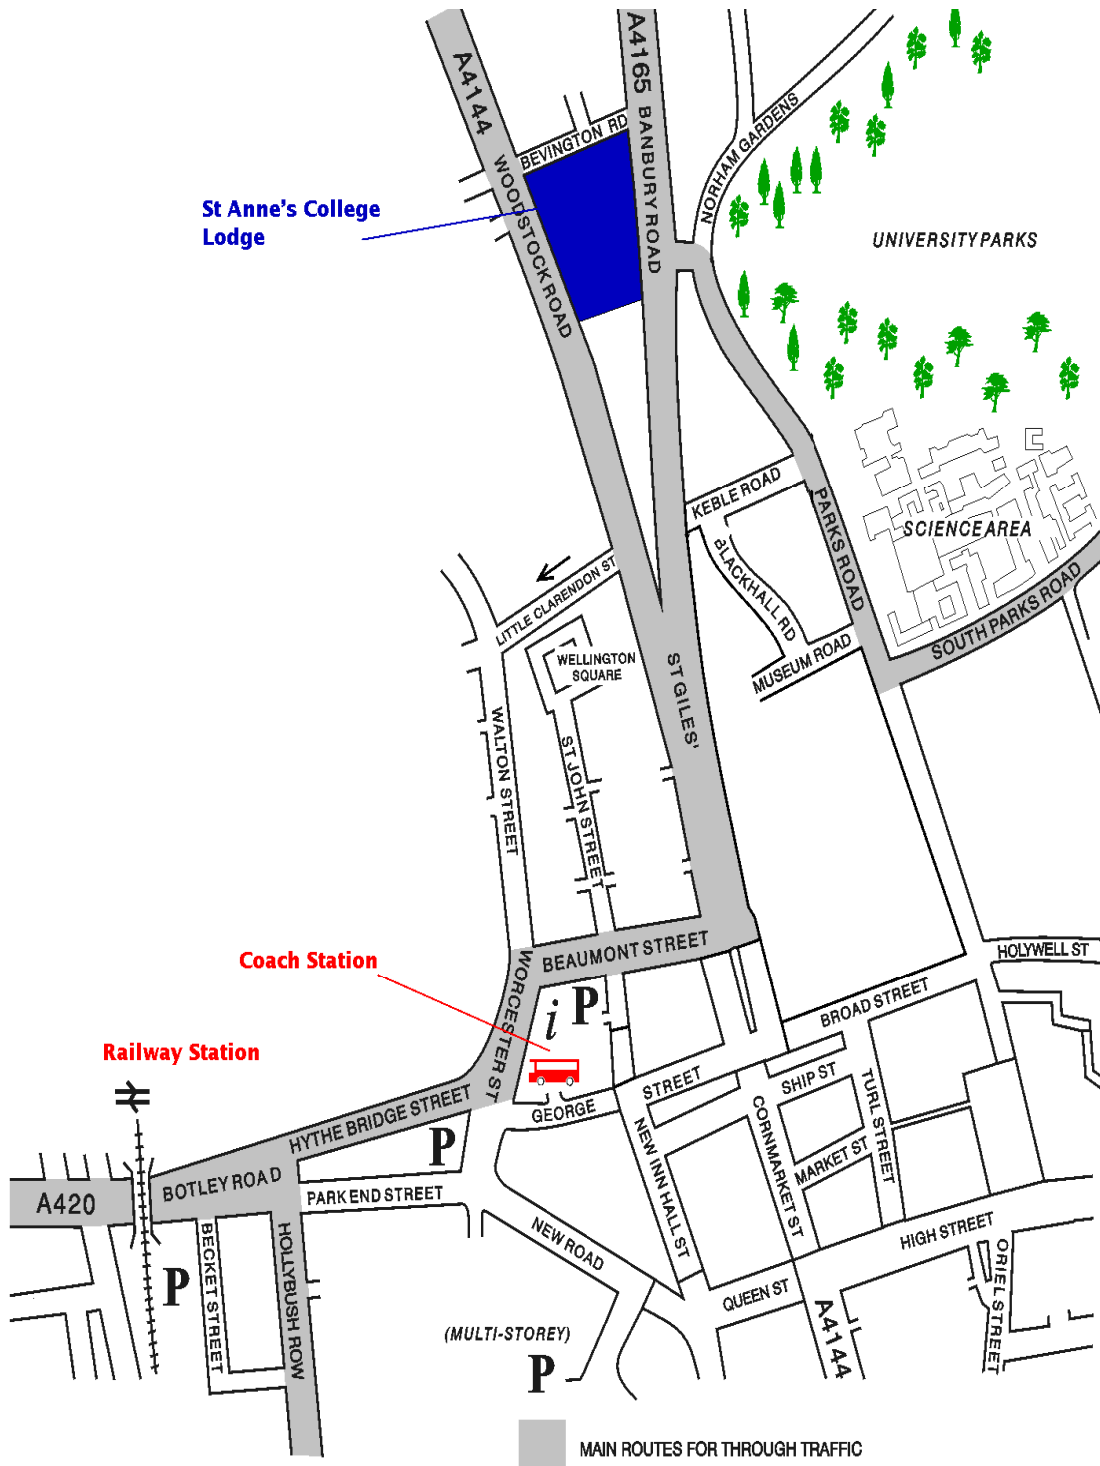 A4144
A4165
BEVINGTON RD
BANBURY ROAD
NORHAM GARDENS
WOODSTOCK ROAD
St Anne's College
Lodge
UNIVERSITY PARKS
KEBLE ROAD
PARKS ROAD
SCIENCE AREA
BLACKHALL RD
LITTLE CLARENDON ST
SOUTH PARKS ROAD
MUSEUM ROAD
WELLINGTON
SQUARE
ST GILES'
WALTON STREET
ST JOHN STREET
BEAUMONT STREET
HOLYWELL ST
Coach Station
WORCESTER ST
P
i
BROAD STREET
Railway Station
STREET
SHIP ST
GEORGE
TURL STREET
CORNMARKET ST
HYTHE BRIDGE STREET
P
NEW INN HALL ST
MARKET ST
BOTLEY ROAD
A420
PARK END STREET
HIGH STREET
NEW ROAD
BECKET STREET
HOLLYBUSH ROW
P
QUEEN ST
ORIEL STREET
A4144
(MULTI-STOREY)
P
MAIN ROUTES FOR THROUGH TRAFFIC